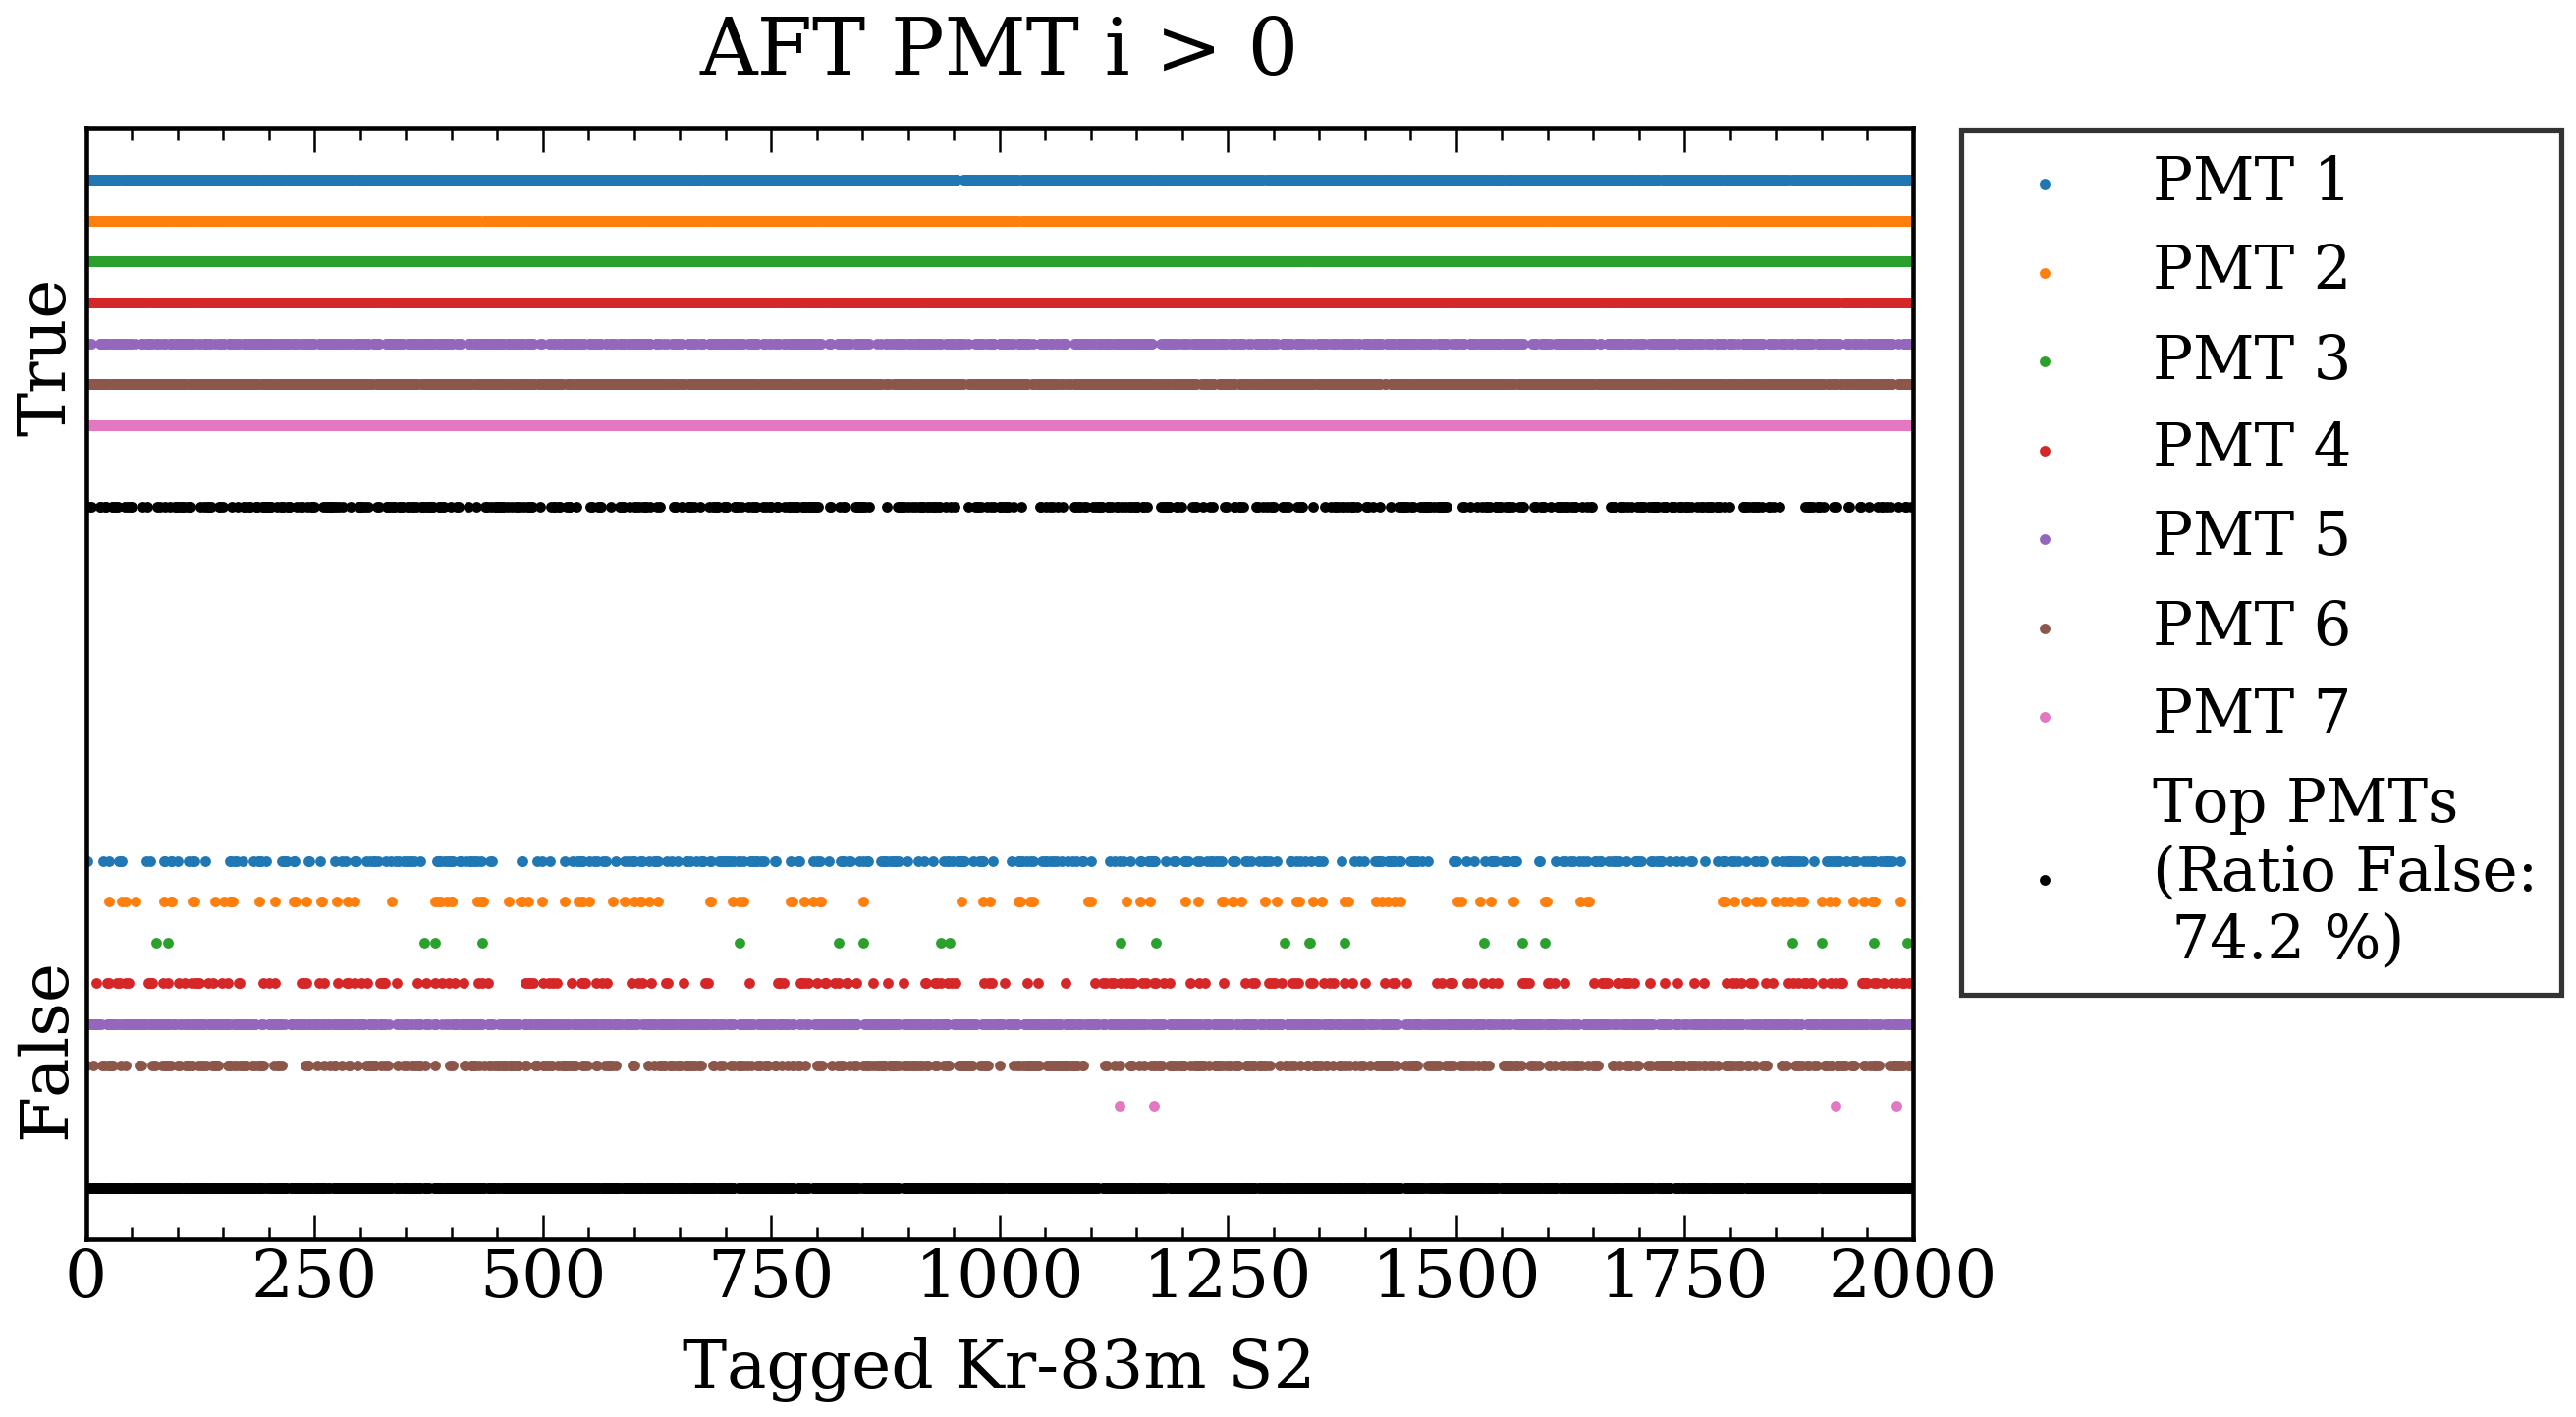 AFT PMT i > 0
True
False
0 250 500 750 1000 1250 1500 1750 2000
Tagged Kr-83m S2
PMT 1
PMT 2
PMT 3
PMT 4
PMT 5
PMT 6
PMT 7
Top PMTs
(Ratio False:
74.2 %)